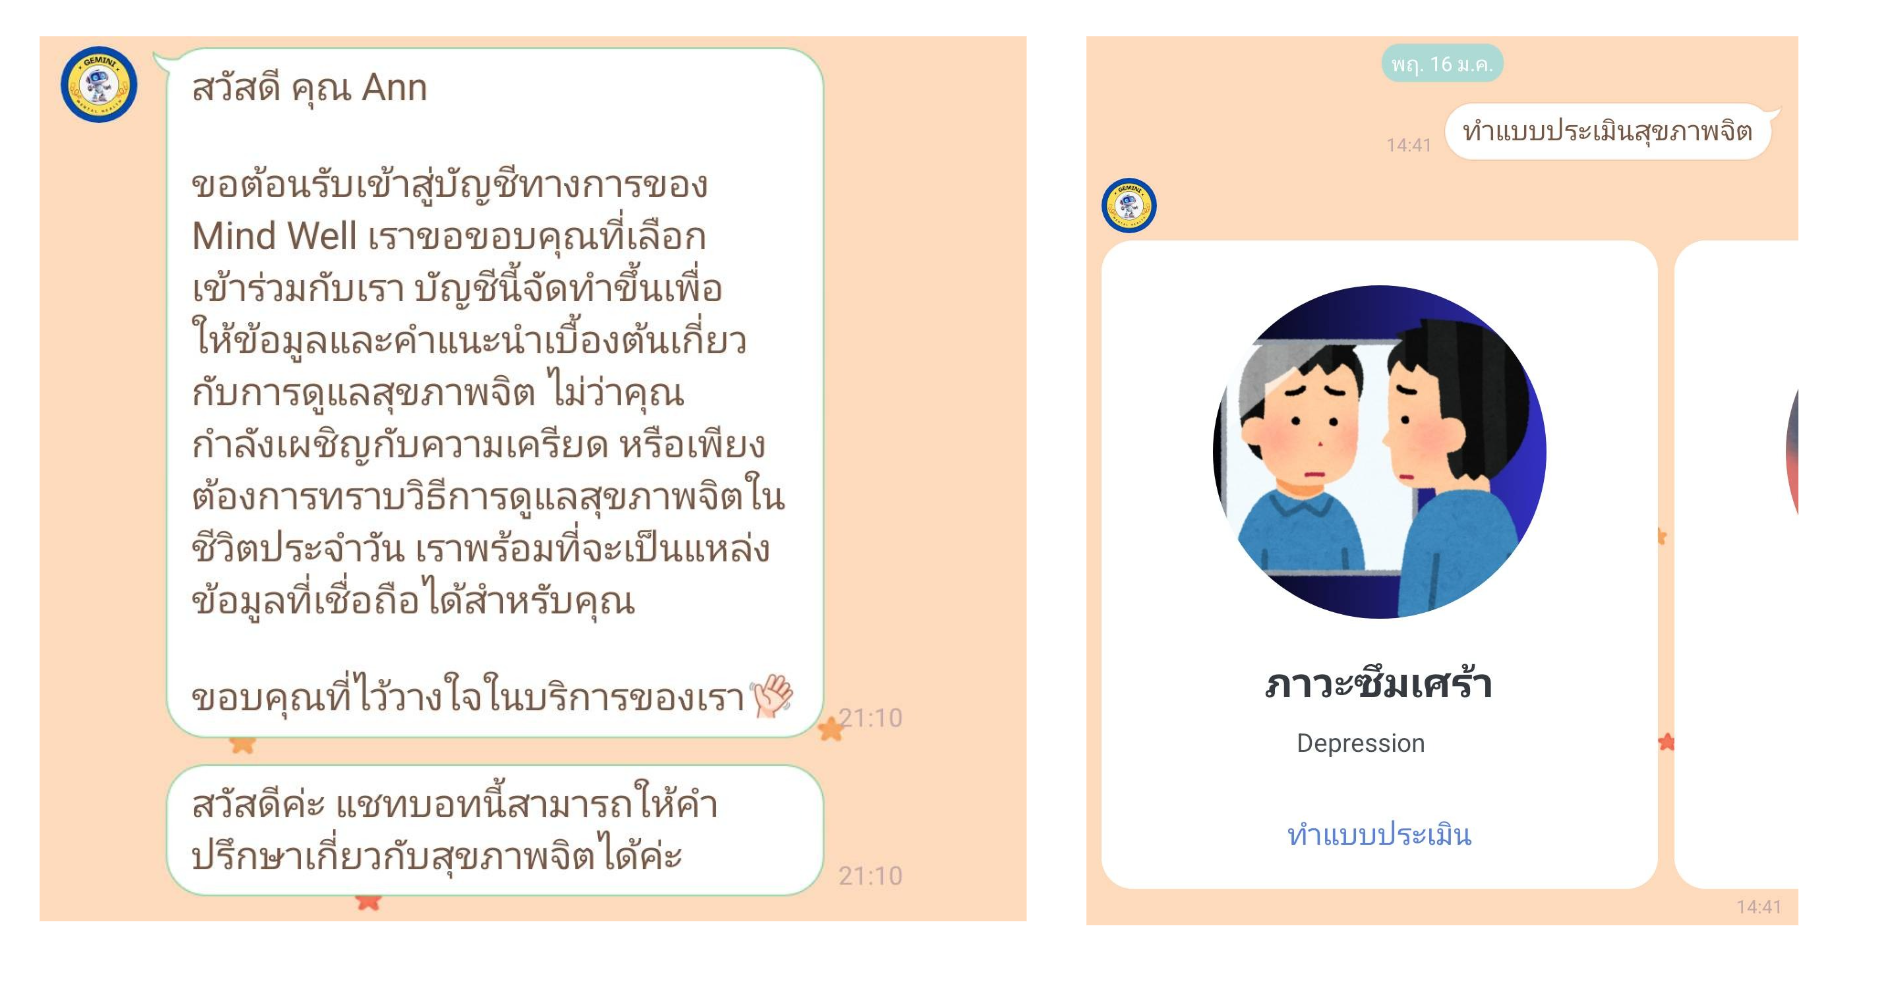 GEMINI
MENTAL HEALTH
สวัสดี คุณ Ann
ขอต้อนรับเข้าสู่บัญชีทางการของ
Mind Well เราขอขอบคุณที่เลือก
เข้าร่วมกับเรา บัญชีนี้จัดทำขึ้นเพื่อ
ให้ข้อมูลและคำแนะนำเบื้องต้นเกี่ยว
กับการดูแลสุขภาพจิต ไม่ว่าคุณ
กำลังเผชิญกับความเครียด หรือเพียง
ต้องการทราบวิธีการดูแลสุขภาพจิตใน
ชีวิตประจำวัน เราพร้อมที่จะเป็นแหล่ง
ข้อมูลที่เชื่อถือได้สำหรับคุณ
ขอบคุณที่ไว้วางใจในบริการของเรา
21:10
สวัสดีค่ะ แชทบอทนี้สามารถให้คำ
ปรึกษาเกี่ยวกับสุขภาพจิตได้ค่ะ
21:10
พฤ. 16 ม.ค.
ทำแบบประเมินสุขภาพจิต
14:41
GEMINI
MENTAL HEALTH
ภาวะซึมเศร้า
Depression
ทำแบบประเมิน
14:41